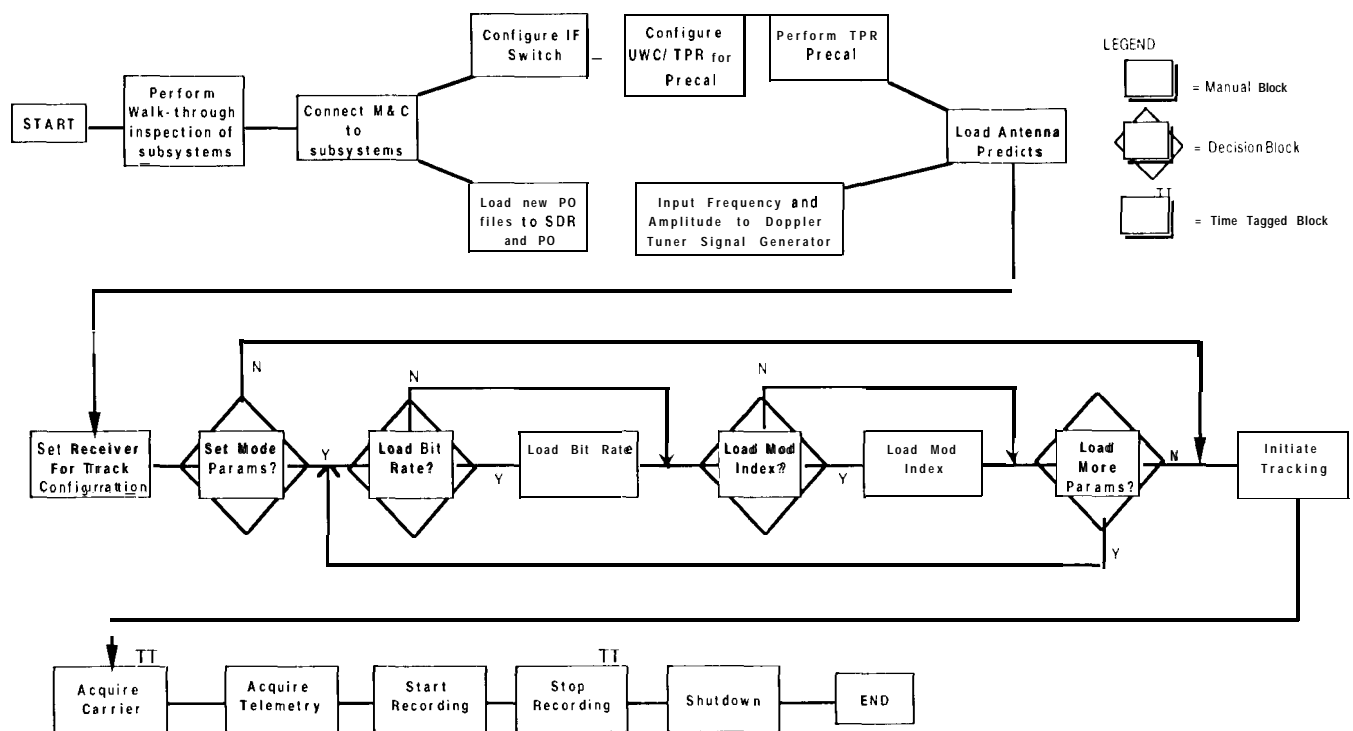 START
Perform
Walk-through
inspection of
subsystems
Connect M & C
to
subsystems
Configure IF
Switch
Configure
UWC/ TPR for
Precal
Perform TPR
Precal
Load new PO
files to SDR
and PO
Input Frequency and
Amplitude to Doppler
Tuner Signal Generator
Load Antenna
Predicts
LEGEND
= Manual Block
= Decision Block
TT
= Time Tagged Block
Set Receiver
For Ttrack
Configurration
Set Mode
Params?
N
Y
Load Bit
Rate?
N
Y
Load Bit Rate
Load Mod
Index?
N
Y
Load Mod
Index
Load
More
Params?
N
Y
Initiate
Tracking
TT
Acquire
Carrier
Acquire
Telemetry
Start
Recording
TT
Stop
Recording
Shutdown
END